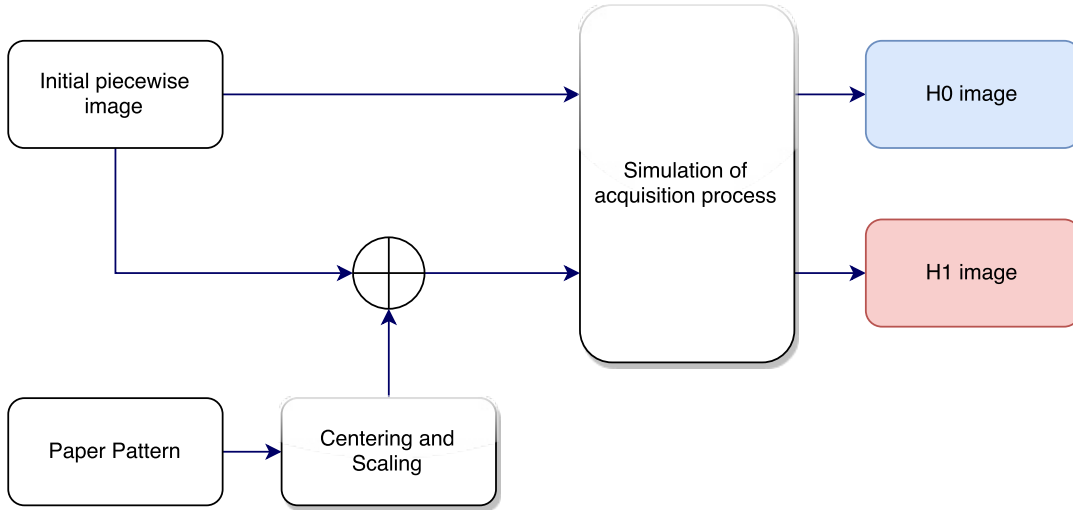 Initial piecewise
image
Simulation of
acquisition process
H0 image
H1 image
Paper Pattern
Centering and
Scaling